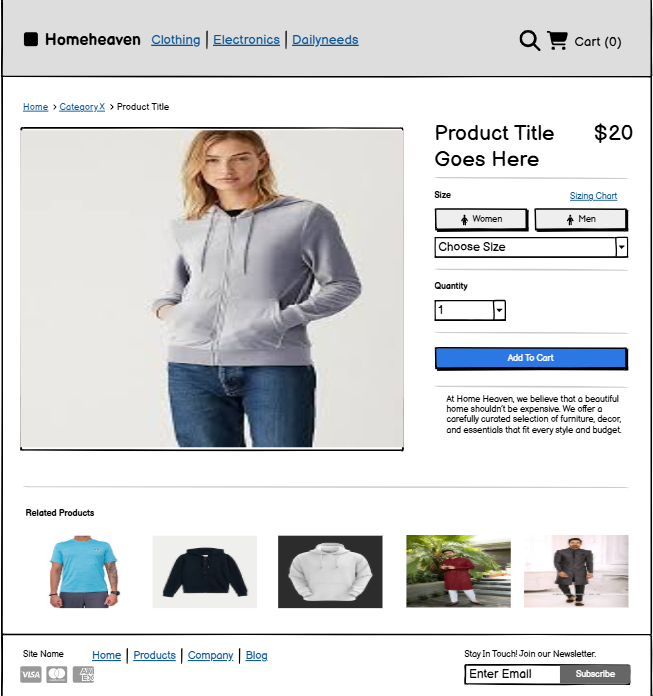 Homeheaven Clothing Electronics Dailyneeds Cart (0)
Home > Category X > Product Title
Product Title $20
Goes Here
Size Sizing Chart
Women Men
Choose Size
Quantity
1
Add To Cart
At Home Heaven, we believe that a beautiful
home shouldn't be expensive. We offer a
carefully curated selection of furniture, decor,
and essentials that fit every style and budget.
Related Products
Site Name Home Products Company Blog Stay In Touch! Join our Newsletter.
VISA AM EX Enter Email Subscribe